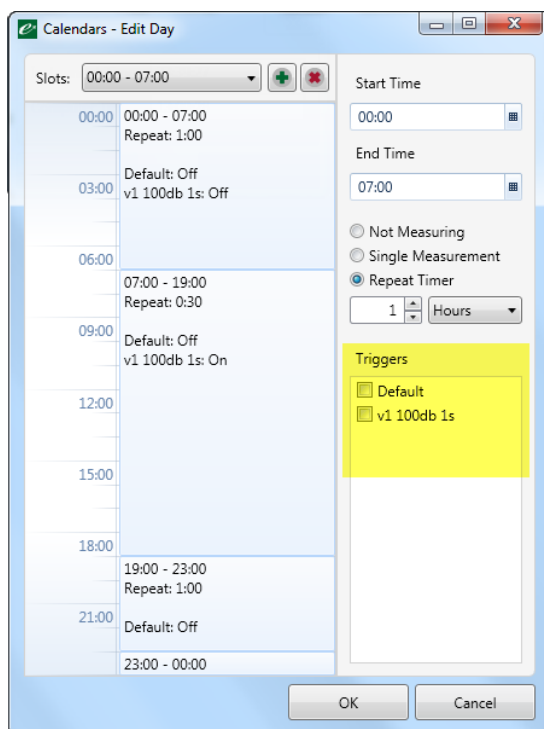 Calendars - Edit Day
Slots: 00:00 - 07:00
00:00
03:00
06:00
09:00
12:00
15:00
18:00
21:00
00:00 - 07:00
Repeat: 1:00
Default: Off
v1 100db 1s: Off
07:00 - 19:00
Repeat: 0:30
Default: Off
v1 100db 1s: On
19:00 - 23:00
Repeat: 1:00
Default: Off
23:00 - 00:00
Start Time
00:00
End Time
07:00
Not Measuring
Single Measurement
Repeat Timer
1 Hours
Triggers
Default
v1 100db 1s
OK Cancel